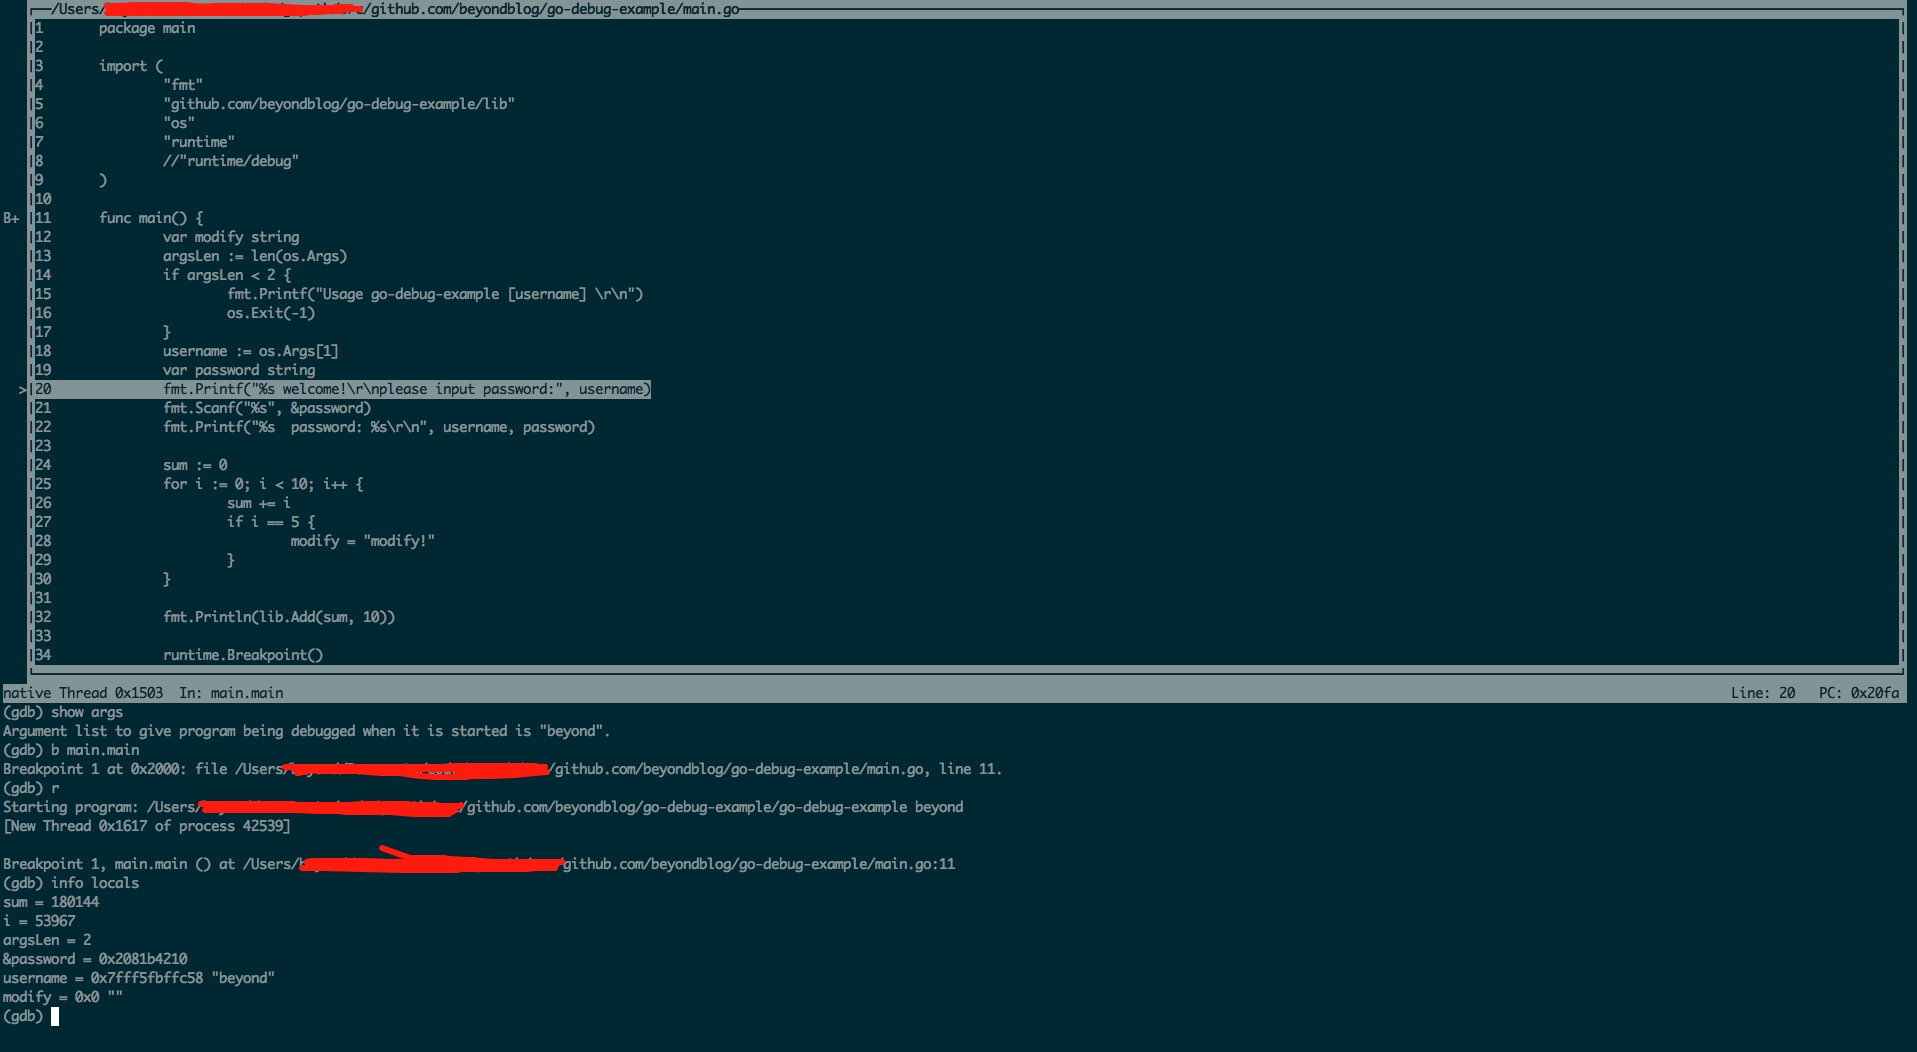 /Users/ /github.com/beyondblog/go-debug-example/main.go
1 package main
2
3 import (
4 "fmt"
5 "github.com/beyondblog/go-debug-example/lib"
6 "os"
7 "runtime"
8 //"runtime/debug"
9 )
10
B+ 11 func main() {
12 var modify string
13 argsLen := len(os.Args)
14 if argsLen < 2 {
15 fmt.Printf("Usage go-debug-example [username] \r\n")
16 os.Exit(-1)
17 }
18 username := os.Args[1]
19 var password string
> 20 fmt.Printf("%s welcome!\r\nplease input password:", username)
21 fmt.Scanf("%s", &password)
22 fmt.Printf("%s  password: %s\r\n", username, password)
23
24 sum := 0
25 for i := 0; i < 10; i++ {
26 sum += i
27 if i == 5 {
28 modify = "modify!"
29 }
30 }
31
32 fmt.Println(lib.Add(sum, 10))
33
34 runtime.Breakpoint()
native Thread 0x1503  In: main.main Line: 20 PC: 0x20fa
(gdb) show args
Argument list to give program being debugged when it is started is "beyond".
(gdb) b main.main
Breakpoint 1 at 0x2000: file /Users/ /github.com/beyondblog/go-debug-example/main.go, line 11.
(gdb) r
Starting program: /Users/ /github.com/beyondblog/go-debug-example/go-debug-example beyond
[New Thread 0x1617 of process 42539]
Breakpoint 1, main.main () at /Users/ /github.com/beyondblog/go-debug-example/main.go:11
(gdb) info locals
sum = 180144
i = 53967
argsLen = 2
&password = 0x2081b4210
username = 0x7fff5fbffc58 "beyond"
modify = 0x0 ""
(gdb)